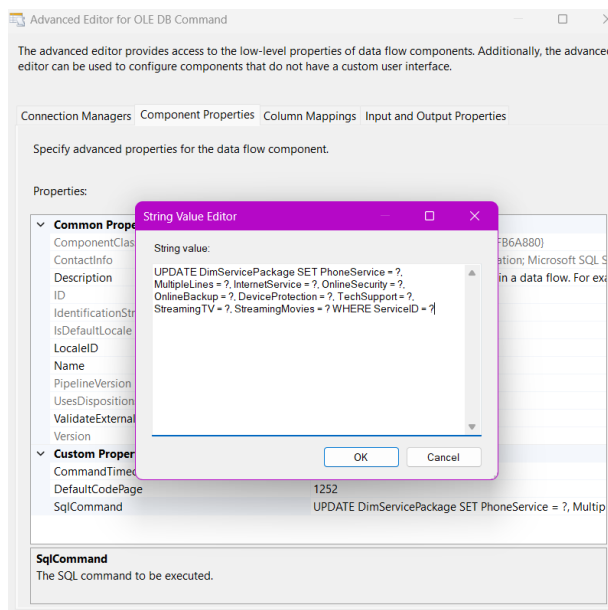 Advanced Editor for OLE DB Command
The advanced editor provides access to the low-level properties of data flow components. Additionally, the advanced
editor can be used to configure components that do not have a custom user interface.
Connection Managers Component Properties Column Mappings Input and Output Properties
Specify advanced properties for the data flow component.
Properties:
Common Prope
String Value Editor
ComponentClas
FB6A880}
String value:
ContactInfo
ation; Microsoft SQL S
Description
in a data flow. For exa
UPDATE DimServicePackage SET PhoneService = ?,
MultipleLines = ?, InternetService = ?, OnlineSecurity = ?,
OnlineBackup = ?, DeviceProtection = ?, TechSupport = ?,
StreamingTV = ?, StreamingMovies = ? WHERE ServiceID = ?
ID
IdentificationStr
IsDefaultLocale
LocaleID
Name
PipelineVersion
UsesDisposition
ValidateExternal
Version
OK Cancel
Custom Proper
CommandTimeo
DefaultCodePage 1252
SqlCommand UPDATE DimServicePackage SET PhoneService = ?, Multip
SqlCommand
The SQL command to be executed.